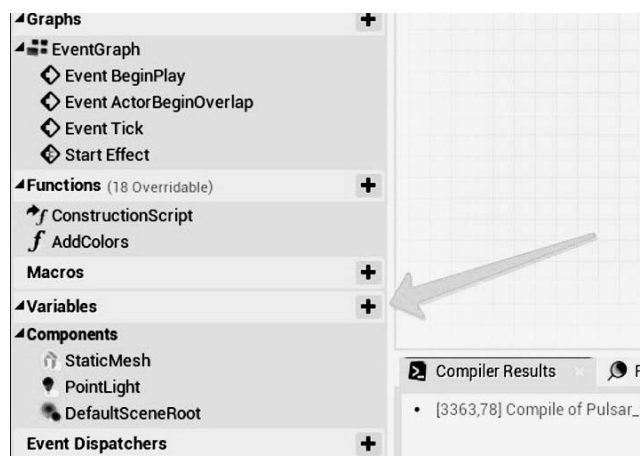 Graphs
EventGraph
Event BeginPlay
Event ActorBeginOverlap
Event Tick
Start Effect
Functions (18 Overridable)
ConstructionScript
AddColors
Macros
Variables
Components
StaticMesh
PointLight
DefaultSceneRoot
Event Dispatchers
Compiler Results
[3363,78] Compile of Pulsar_